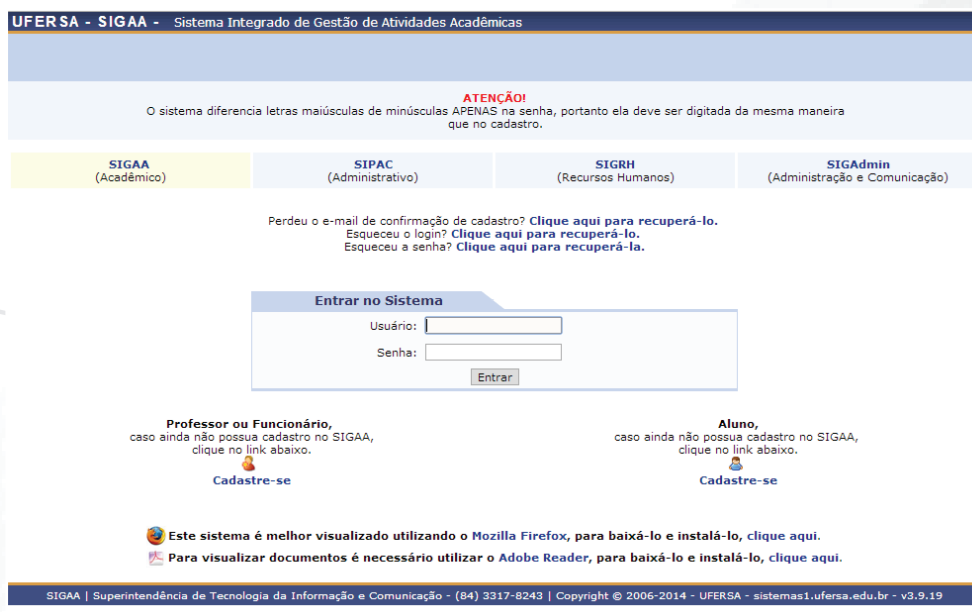 UFERSA - SIGAA - Sistema Integrado de Gestão de Atividades Acadêmicas
ATENÇÃO!
O sistema diferencia letras maiúsculas de minúsculas APENAS na senha, portanto ela deve ser digitada da mesma maneira
que no cadastro.
SIGAA
(Acadêmico)
SIPAC
(Administrativo)
SIGRH
(Recursos Humanos)
SIGAdmin
(Administração e Comunicação)
Perdeu o e-mail de confirmação de cadastro? Clique aqui para recuperá-lo.
Esqueceu o login? Clique aqui para recuperá-lo.
Esqueceu a senha? Clique aqui para recuperá-la.
Entrar no Sistema
Usuário:
Senha:
Entrar
Professor ou Funcionário,
caso ainda não possua cadastro no SIGAA,
clique no link abaixo.
Cadastre-se
Aluno,
caso ainda não possua cadastro no SIGAA,
clique no link abaixo.
Cadastre-se
Este sistema é melhor visualizado utilizando o Mozilla Firefox, para baixá-lo e instalá-lo, clique aqui.
Para visualizar documentos é necessário utilizar o Adobe Reader, para baixá-lo e instalá-lo, clique aqui.
SIGAA | Superintendência de Tecnologia da Informação e Comunicação - (84) 3317-8243 | Copyright © 2006-2014 - UFERSA - sistemas1.ufersa.edu.br - v3.9.19